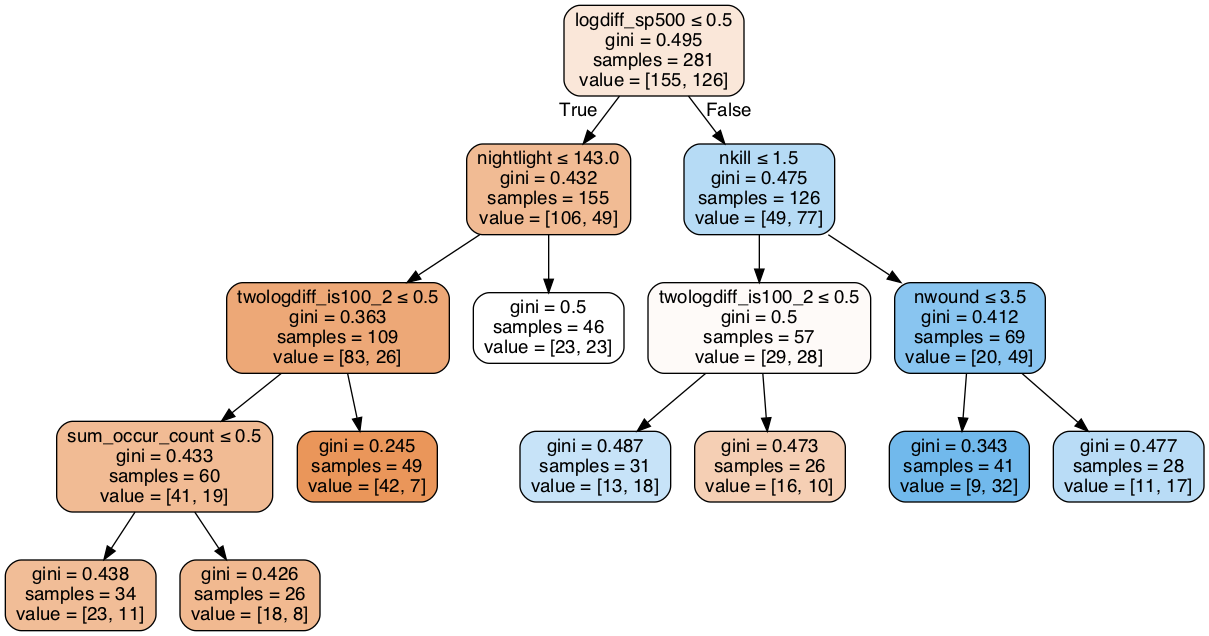 logdiff_sp500 ≤ 0.5
gini = 0.495
samples = 281
value = [155, 126]
True
False
nightlight ≤ 143.0
gini = 0.432
samples = 155
value = [106, 49]
nkill ≤ 1.5
gini = 0.475
samples = 126
value = [49, 77]
twologdiff_is100_2 ≤ 0.5
gini = 0.363
samples = 109
value = [83, 26]
gini = 0.5
samples = 46
value = [23, 23]
twologdiff_is100_2 ≤ 0.5
gini = 0.5
samples = 57
value = [29, 28]
nwound ≤ 3.5
gini = 0.412
samples = 69
value = [20, 49]
sum_occur_count ≤ 0.5
gini = 0.433
samples = 60
value = [41, 19]
gini = 0.245
samples = 49
value = [42, 7]
gini = 0.487
samples = 31
value = [13, 18]
gini = 0.473
samples = 26
value = [16, 10]
gini = 0.343
samples = 41
value = [9, 32]
gini = 0.477
samples = 28
value = [11, 17]
gini = 0.438
samples = 34
value = [23, 11]
gini = 0.426
samples = 26
value = [18, 8]